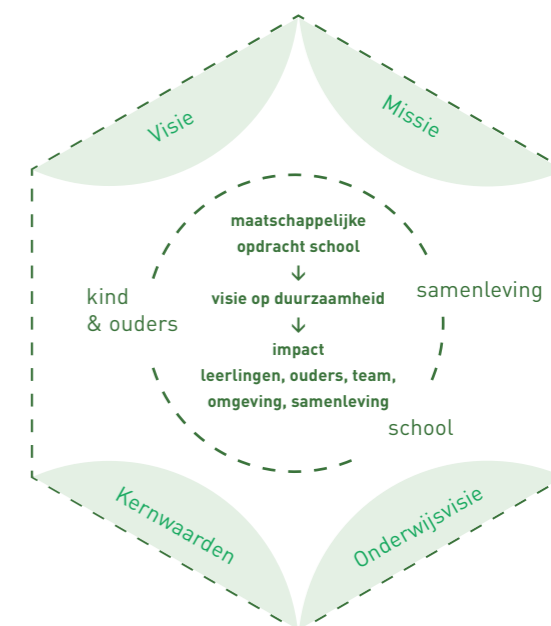 Visie
Missie
maatschappelijke
opdracht school
↓
visie op duurzaamheid
↓
impact
leerlingen, ouders, team,
omgeving, samenleving
kind
& ouders
samenleving
school
Kernwaarden
Onderwijsvisie